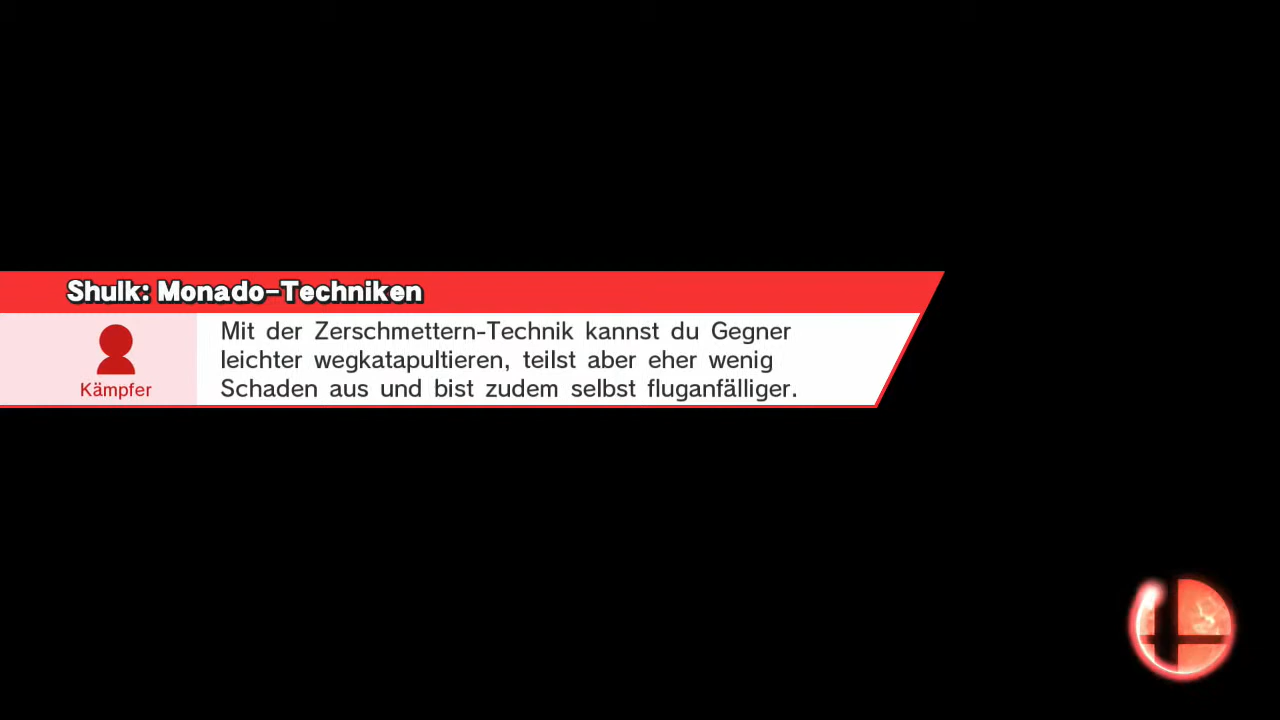 Shulk: Monado-Techniken
Kämpfer
Mit der Zerschmettern-Technik kannst du Gegner
leichter wegkatapultieren, teilst aber eher wenig
Schaden aus und bist zudem selbst fluganfälliger.